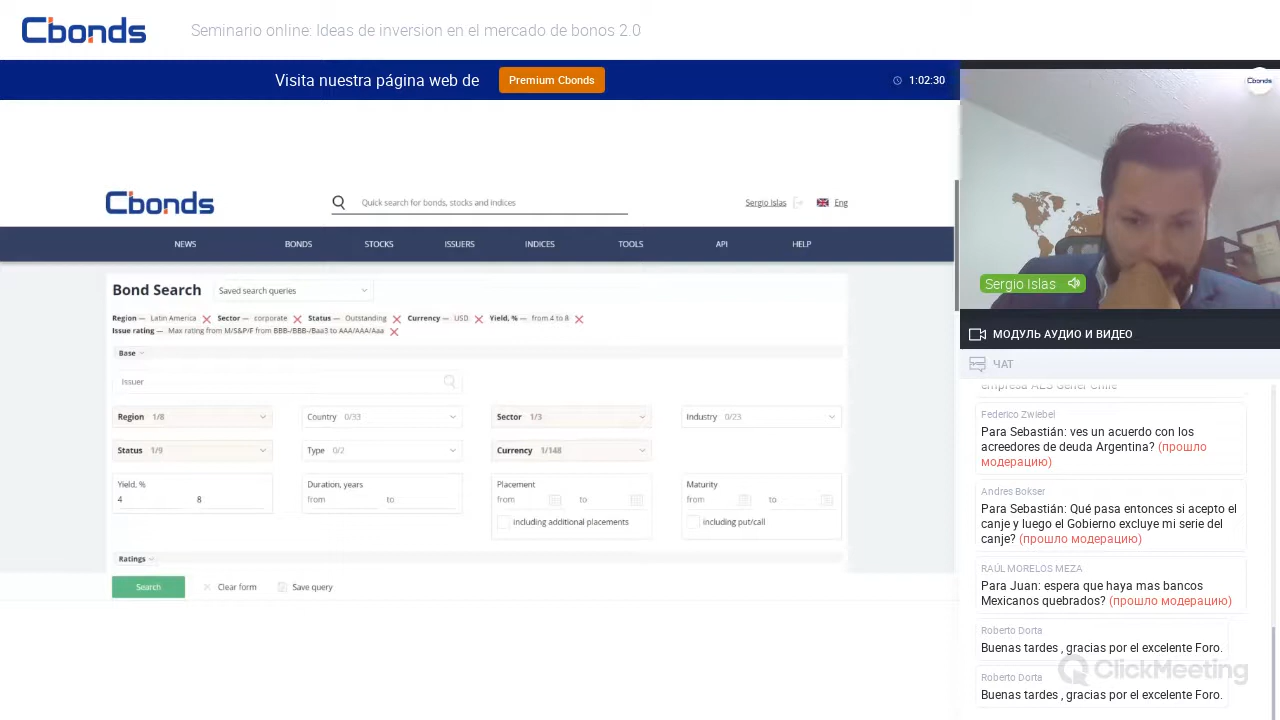 Cbonds
Seminario online: Ideas de inversion en el mercado de bonos 2.0
Visita nuestra página web de
Premium Cbonds
1:02:30
Cbonds
Cbonds
Quick search for bonds, stocks and indices
Sergio Islas
Eng
NEWS BONDS STOCKS ISSUERS INDICES TOOLS API HELP
Bond Search
Saved search queries
Region — Latin America Sector — corporate Status — Outstanding Currency — USD Yield, % — from 4 to 8
Issue rating — Max rating from M/S&P/F from BBB-/BBB-/Baa3 to AAA/AAA/Aaa
Base
Issuer
Region 1/8 Country 0/33 Sector 1/3 Industry 0/23
Status 1/9 Type 0/2 Currency 1/148
Yield, % Duration, years Placement Maturity
4 8 from to from to from to
including additional placements including put/call
Ratings
Search Clear form Save query
Sergio Islas
МОДУЛЬ АУДИО И ВИДЕО
ЧАТ
empresa AES Gener Chile
Federico Zwiebel
Para Sebastián: ves un acuerdo con los
acreedores de deuda Argentina? (прошло
модерацию)
Andres Bokser
Para Sebastián: Qué pasa entonces si acepto el
canje y luego el Gobierno excluye mi serie del
canje? (прошло модерацию)
RAÚL MORELOS MEZA
Para Juan: espera que haya mas bancos
Mexicanos quebrados? (прошло модерацию)
Roberto Dorta
Buenas tardes , gracias por el excelente Foro.
ClickMeeting
Roberto Dorta
Buenas tardes , gracias por el excelente Foro.